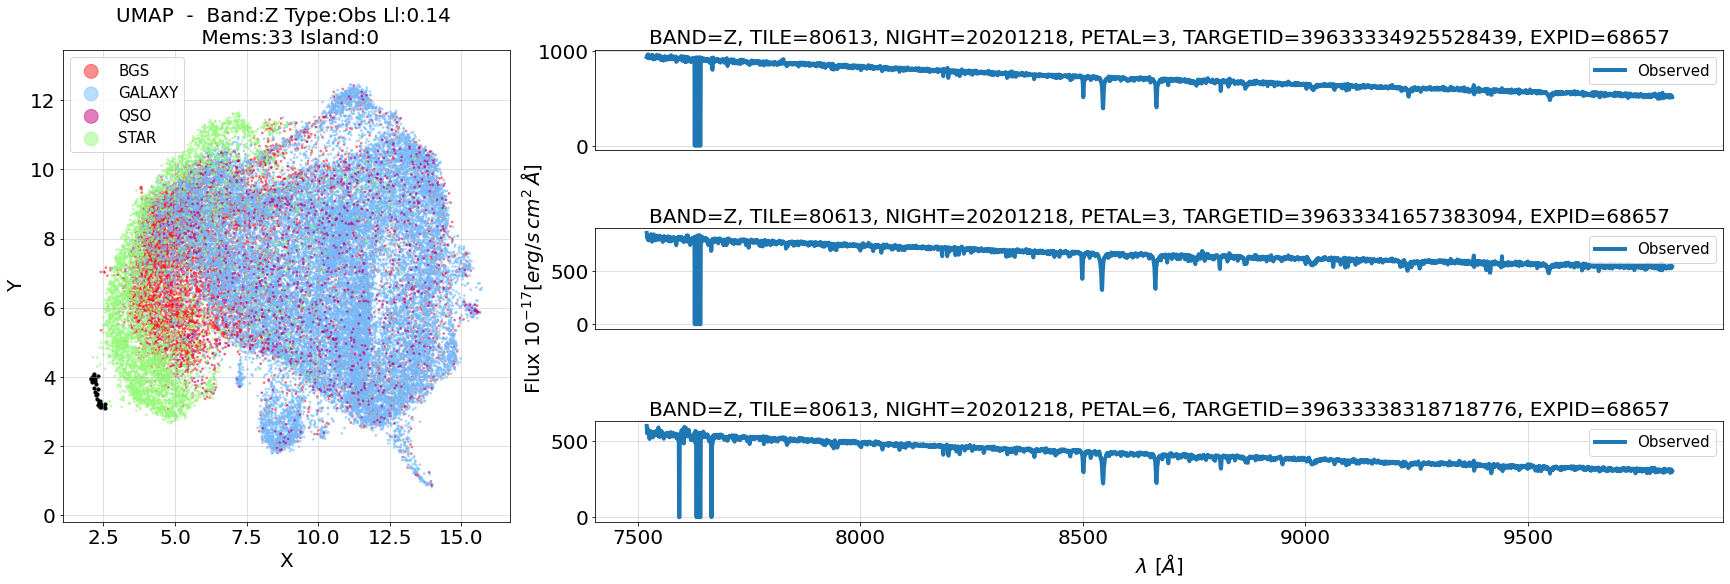 UMAP  -  Band:Z Type:Obs Ll:0.14
Mems:33 Island:0
BGS
GALAXY
QSO
STAR
12
10
8
6
4
2
0
Y
2.5 5.0 7.5 10.0 12.5 15.0
X
BAND=Z, TILE=80613, NIGHT=20201218, PETAL=3, TARGETID=39633334925528439, EXPID=68657
Observed
1000
0
BAND=Z, TILE=80613, NIGHT=20201218, PETAL=3, TARGETID=39633341657383094, EXPID=68657
Observed
500
0
Flux 10⁻¹⁷[erg/s cm² Å]
BAND=Z, TILE=80613, NIGHT=20201218, PETAL=6, TARGETID=39633338318718776, EXPID=68657
Observed
500
0
7500 8000 8500 9000 9500
λ [Å]